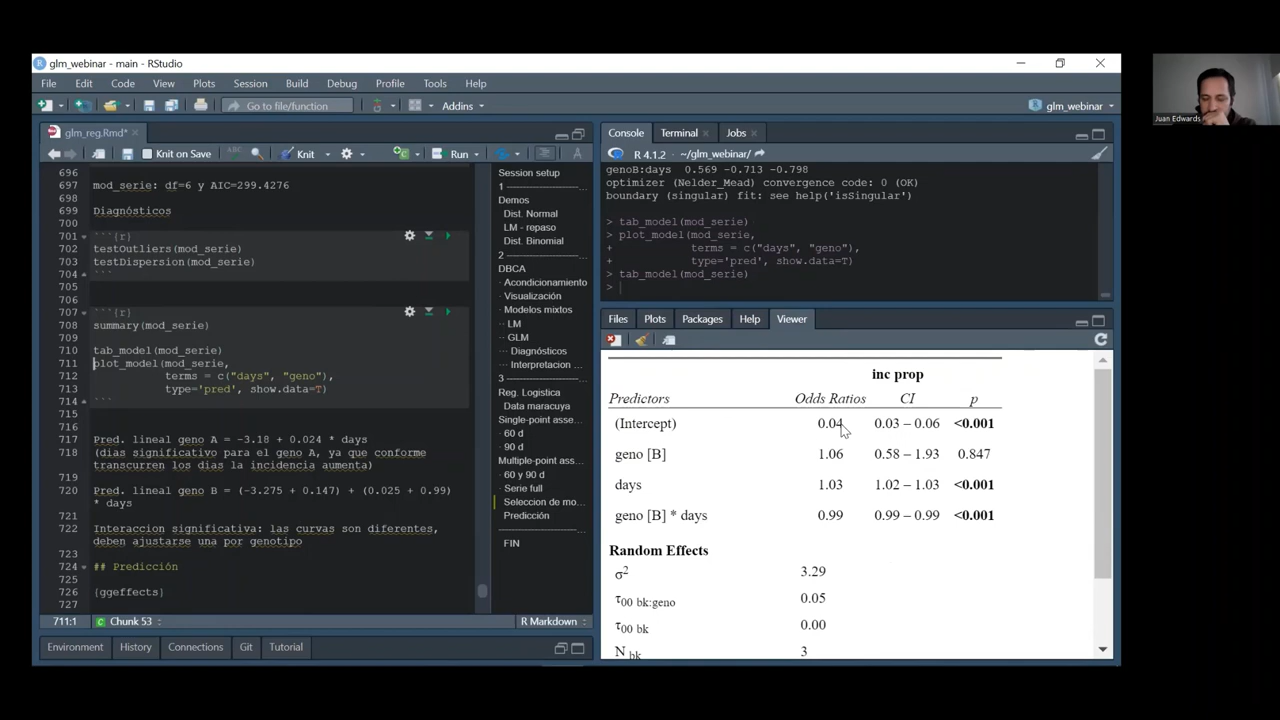 glm_webinar - main - RStudio
File Edit Code View Plots Session Build Debug Profile Tools Help
Go to file/function Addins glm_webinar
glm_reg.Rmd*
Knit on Save Knit Run
696
697 mod_serie: df=6 y AIC=299.4276
698
699 Diagnósticos
700
701 ```{r}
702 testOutliers(mod_serie)
703 testDispersion(mod_serie)
704 ```
705
706
707 ```{r}
708 summary(mod_serie)
709
710 tab_model(mod_serie)
711 plot_model(mod_serie,
712 terms = c("days", "geno"),
713 type='pred', show.data=T)
714 ```
715
716
717 Pred. lineal geno A = -3.18 + 0.024 * days
718 (dias significativo para el geno A, ya que conforme
transcurren los dias la incidencia aumenta)
719
720 Pred. lineal geno B = (-3.275 + 0.147) + (0.025 + 0.99)
* days
721
722 Interaccion significativa: las curvas son diferentes,
deben ajustarse una por genotipo
723
724 ## Predicción
725
726 {ggeffects}
727
711:1 Chunk 53 R Markdown
Session setup
1 ---------------...
Demos
Dist. Normal
LM - repaso
Dist. Binomial
2 ---------------...
DBCA
· Acondicionamiento
· Visualización
· Modelos mixtos
· · LM
· · GLM
· · · Diagnósticos
· · · Interpretacion ...
3 ---------------...
Reg. Logistica
Data maracuya
Single-point asse...
· 60 d
· 90 d
Multiple-point ass...
· 60 y 90 d
· Serie full
Seleccion de mo...
· Predicción
FIN
Environment History Connections Git Tutorial
Console Terminal Jobs
R 4.1.2 · ~/glm_webinar/
genoB:days 0.569 -0.713 -0.798
optimizer (Nelder_Mead) convergence code: 0 (OK)
boundary (singular) fit: see help('isSingular')
> tab_model(mod_serie)
> plot_model(mod_serie,
+ terms = c("days", "geno"),
+ type='pred', show.data=T)
> tab_model(mod_serie)
>
Files Plots Packages Help Viewer
inc prop
Predictors Odds Ratios CI p
(Intercept) 0.04 0.03 – 0.06 <0.001
geno [B] 1.06 0.58 – 1.93 0.847
days 1.03 1.02 – 1.03 <0.001
geno [B] * days 0.99 0.99 – 0.99 <0.001
Random Effects
σ2 3.29
τ00 bk:geno 0.05
τ00 bk 0.00
N bk 3
Juan Edwards